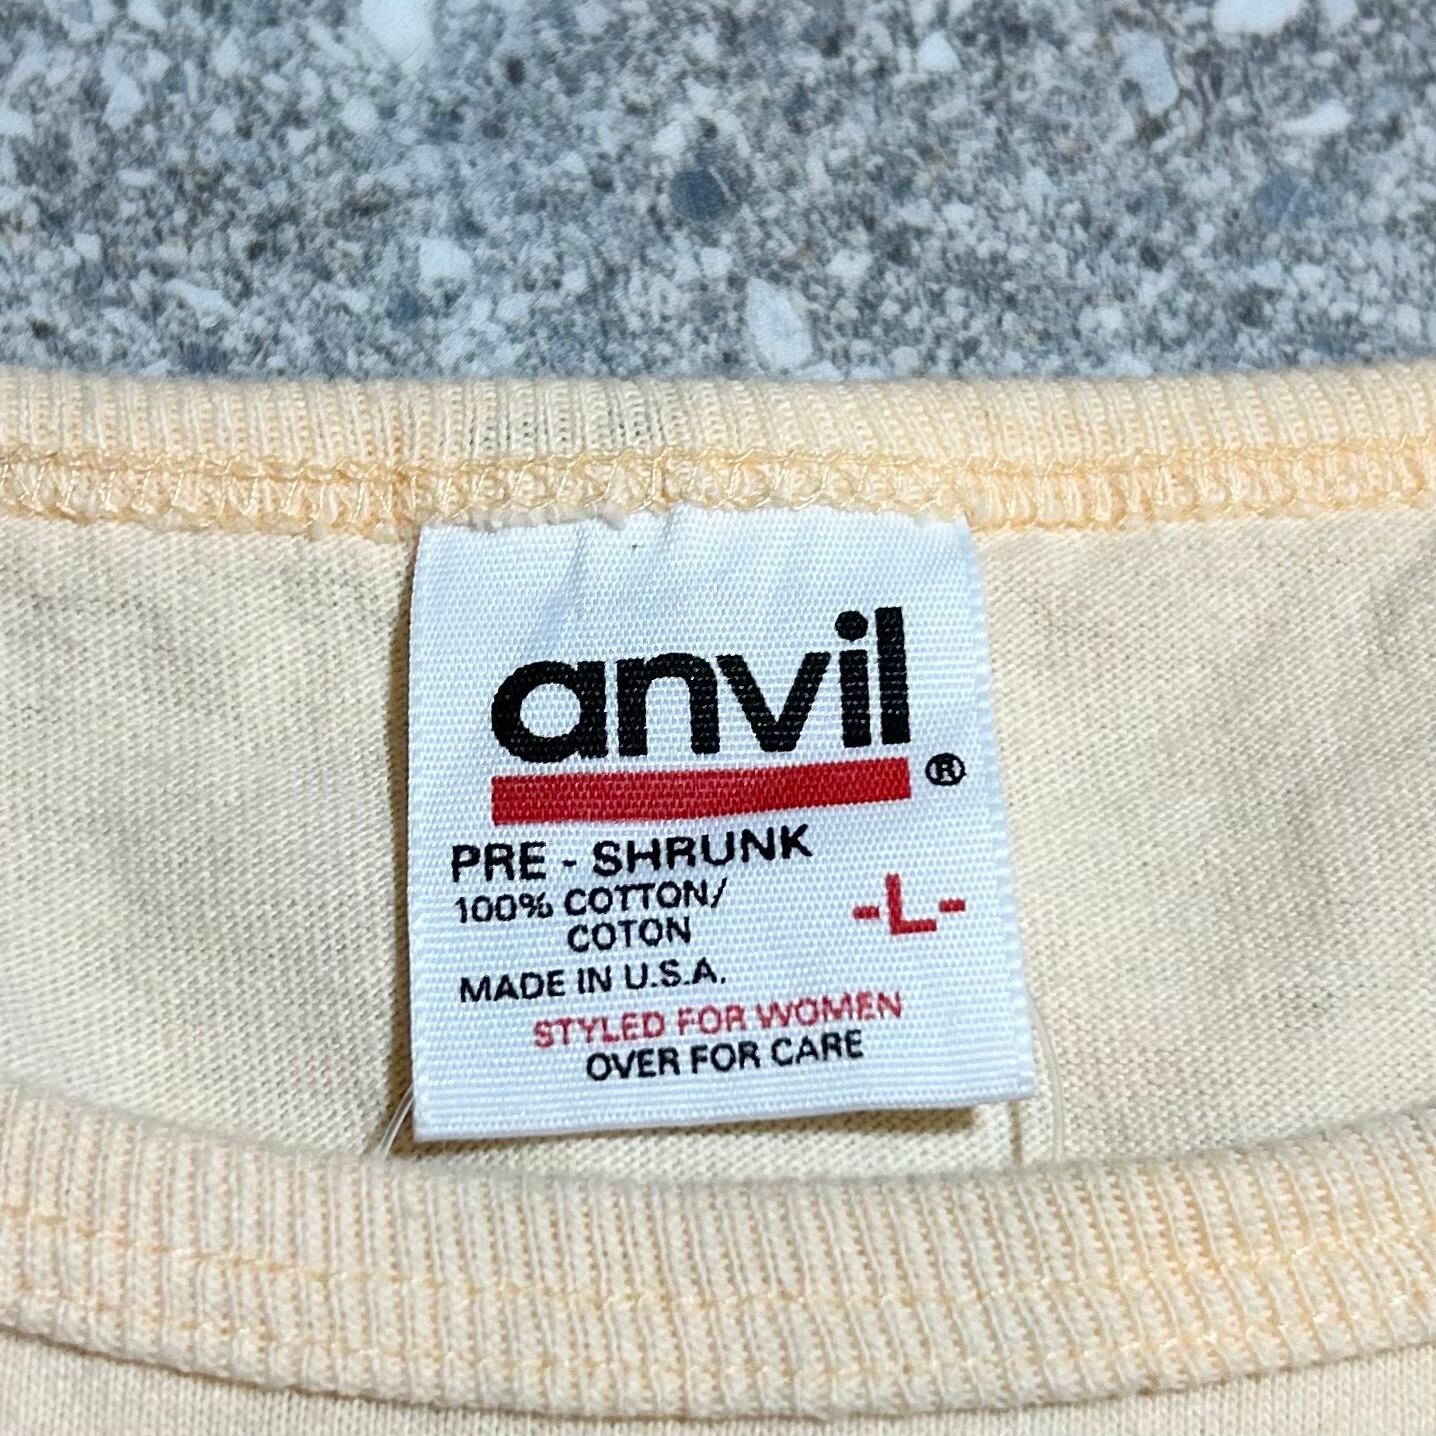 anvil®
PRE - SHRUNK
100% COTTON/
COTON
-L-
MADE IN U.S.A.
STYLED FOR WOMEN
OVER FOR CARE